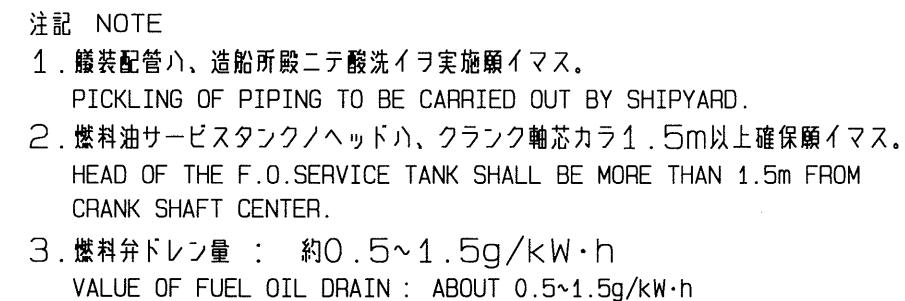 注記 NOTE
1.艤装配管ハ、造船所殿ニテ酸洗イヲ実施願イマス。
PICKLING OF PIPING TO BE CARRIED OUT BY SHIPYARD.
2.燃料油サービスタンクノヘッドハ、クランク軸芯カラ1.5m以上確保願イマス。
HEAD OF THE F.O.SERVICE TANK SHALL BE MORE THAN 1.5m FROM
CRANK SHAFT CENTER.
3.燃料弁ドレン量 : 約0.5~1.5g/kW·h
VALUE OF FUEL OIL DRAIN : ABOUT 0.5~1.5g/kW·h